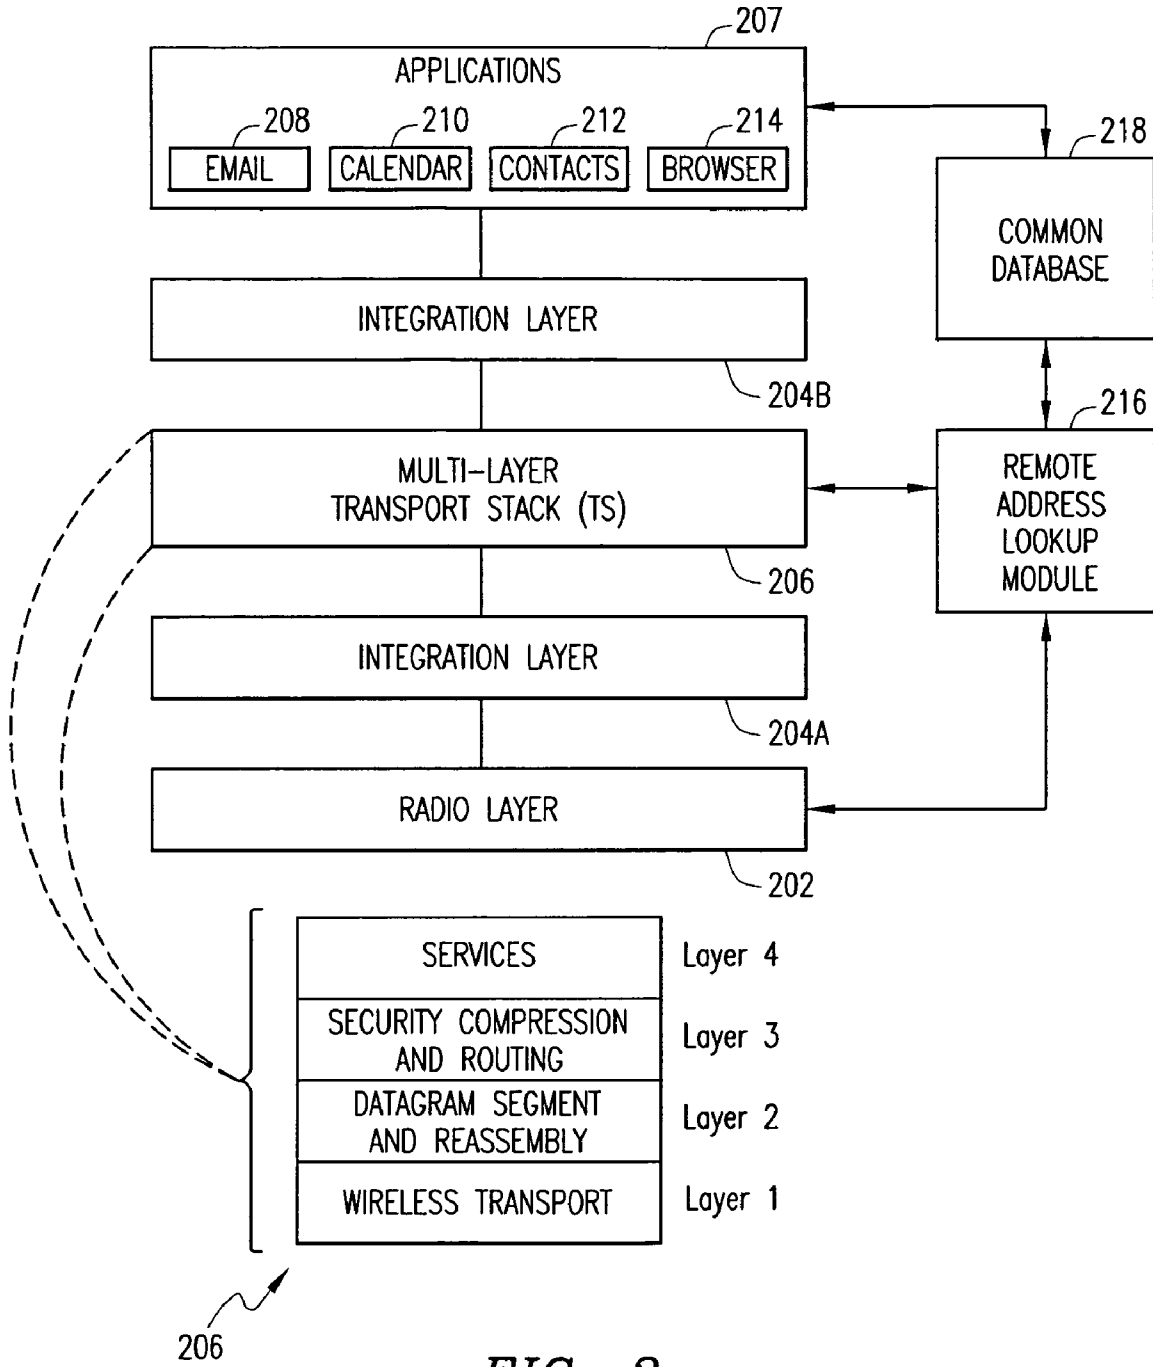 207
APPLICATIONS
208
210
212
214
EMAIL
CALENDAR
CONTACTS
BROWSER
218
COMMON
DATABASE
INTEGRATION LAYER
204B
216
MULTI-LAYER
TRANSPORT STACK (TS)
REMOTE
ADDRESS
LOOKUP
MODULE
206
INTEGRATION LAYER
204A
RADIO LAYER
202
SERVICES
Layer 4
SECURITY COMPRESSION
AND ROUTING
Layer 3
DATAGRAM SEGMENT
AND REASSEMBLY
Layer 2
WIRELESS TRANSPORT
Layer 1
206